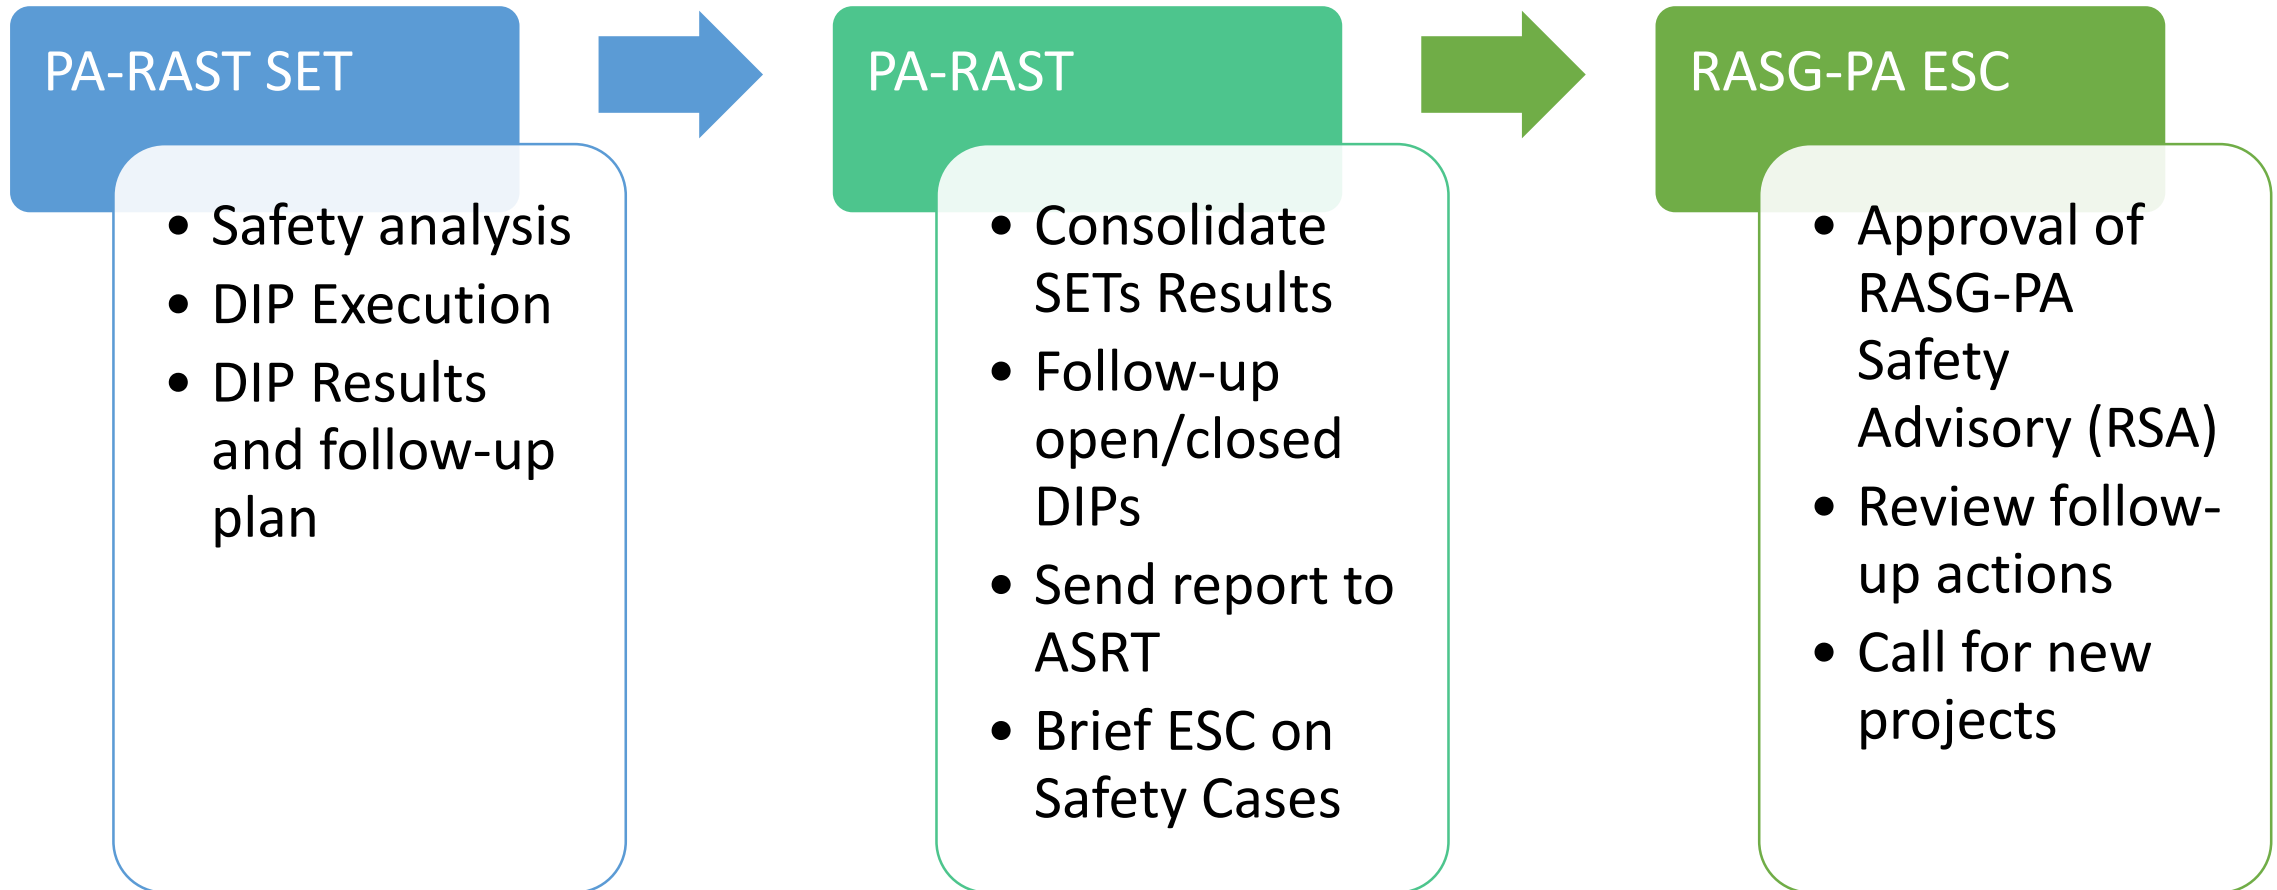 PA-RAST SET
• Safety analysis
• DIP Execution
• DIP Results
and follow-up
plan
PA-RAST
• Consolidate
SETs Results
• Follow-up
open/closed
DIPs
• Send report to
ASRT
• Brief ESC on
Safety Cases
RASG-PA ESC
• Approval of
RASG-PA
Safety
Advisory (RSA)
• Review follow-
up actions
• Call for new
projects